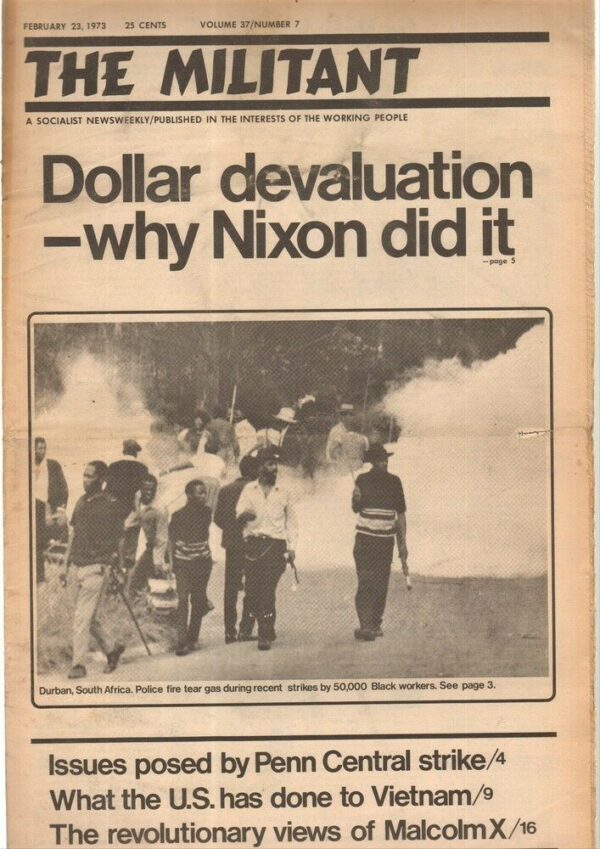 FEBRUARY 23, 1973 25 CENTS VOLUME 37/NUMBER 7
THE MILITANT
A SOCIALIST NEWSWEEKLY/PUBLISHED IN THE INTERESTS OF THE WORKING PEOPLE
Dollar devaluation
–why Nixon did it
—page 5
Durban, South Africa. Police fire tear gas during recent strikes by 50,000 Black workers. See page 3.
Issues posed by Penn Central strike/4
What the U.S. has done to Vietnam/9
The revolutionary views of Malcolm X/16